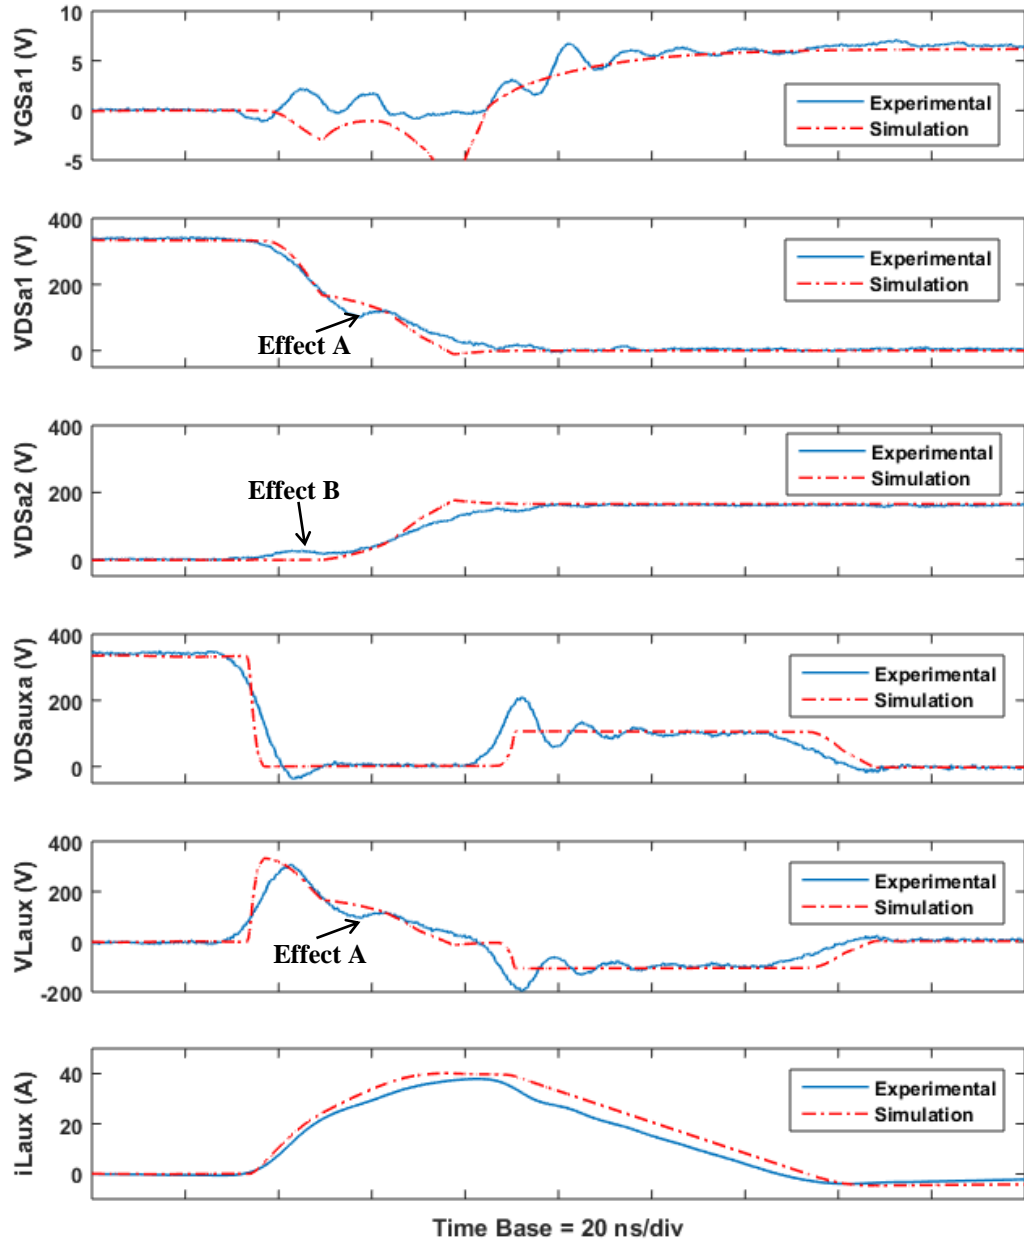 VGSa1 (V)
10
5
0
-5
Experimental
Simulation
VDSa1 (V)
400
200
0
Experimental
Simulation
Effect A
VDSa2 (V)
400
200
0
Experimental
Simulation
Effect B
VDSauxa (V)
400
200
0
Experimental
Simulation
VLaux (V)
400
200
0
-200
Experimental
Simulation
Effect A
iLaux (A)
40
20
0
Experimental
Simulation
Time Base = 20 ns/div